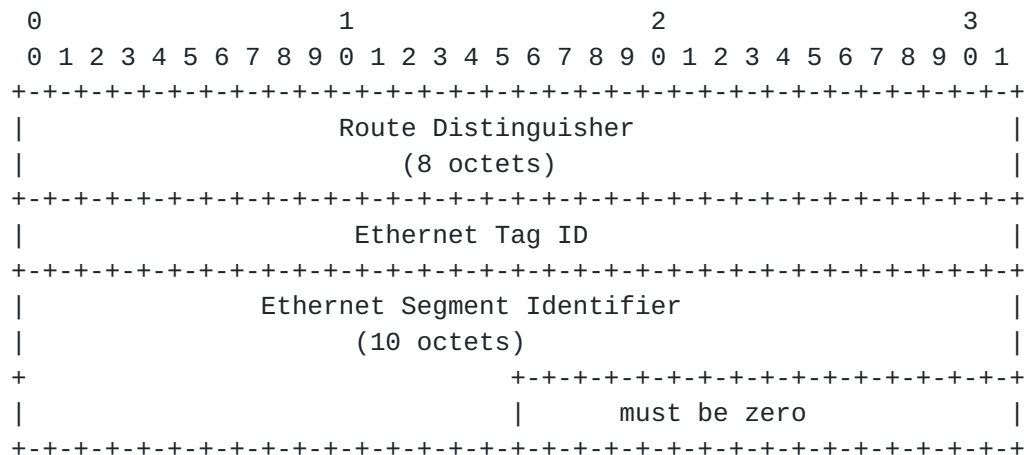 0                   1                   2                   3
 0 1 2 3 4 5 6 7 8 9 0 1 2 3 4 5 6 7 8 9 0 1 2 3 4 5 6 7 8 9 0 1
+-+-+-+-+-+-+-+-+-+-+-+-+-+-+-+-+-+-+-+-+-+-+-+-+-+-+-+-+-+-+-+-+
|                    Route Distinguisher                        |
|                        (8 octets)                             |
+-+-+-+-+-+-+-+-+-+-+-+-+-+-+-+-+-+-+-+-+-+-+-+-+-+-+-+-+-+-+-+-+
|                     Ethernet Tag ID                           |
+-+-+-+-+-+-+-+-+-+-+-+-+-+-+-+-+-+-+-+-+-+-+-+-+-+-+-+-+-+-+-+-+
|               Ethernet Segment Identifier                     |
|                     (10 octets)                               |
+                               +-+-+-+-+-+-+-+-+-+-+-+-+-+-+-+-+
|                               |      must be zero             |
+-+-+-+-+-+-+-+-+-+-+-+-+-+-+-+-+-+-+-+-+-+-+-+-+-+-+-+-+-+-+-+-+